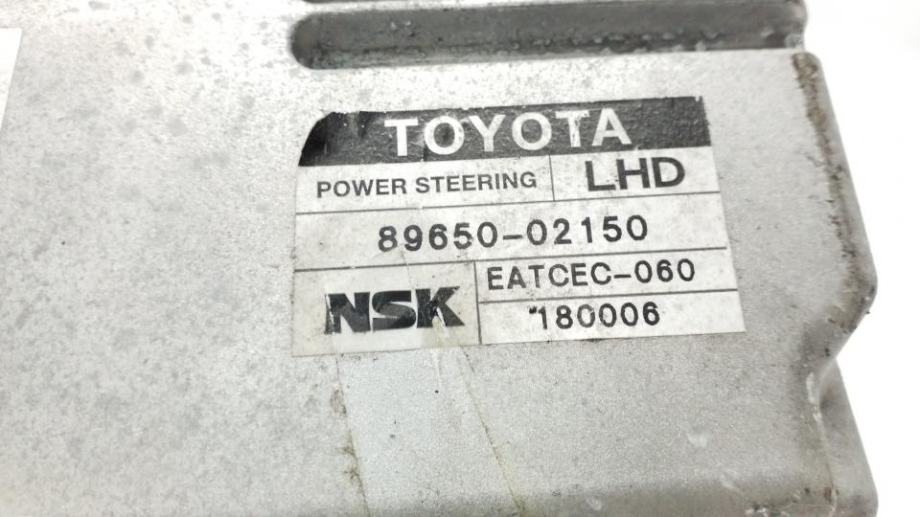 TOYOTA
POWER STEERING LHD
89650-02150
NSK EATCEC-060
180006